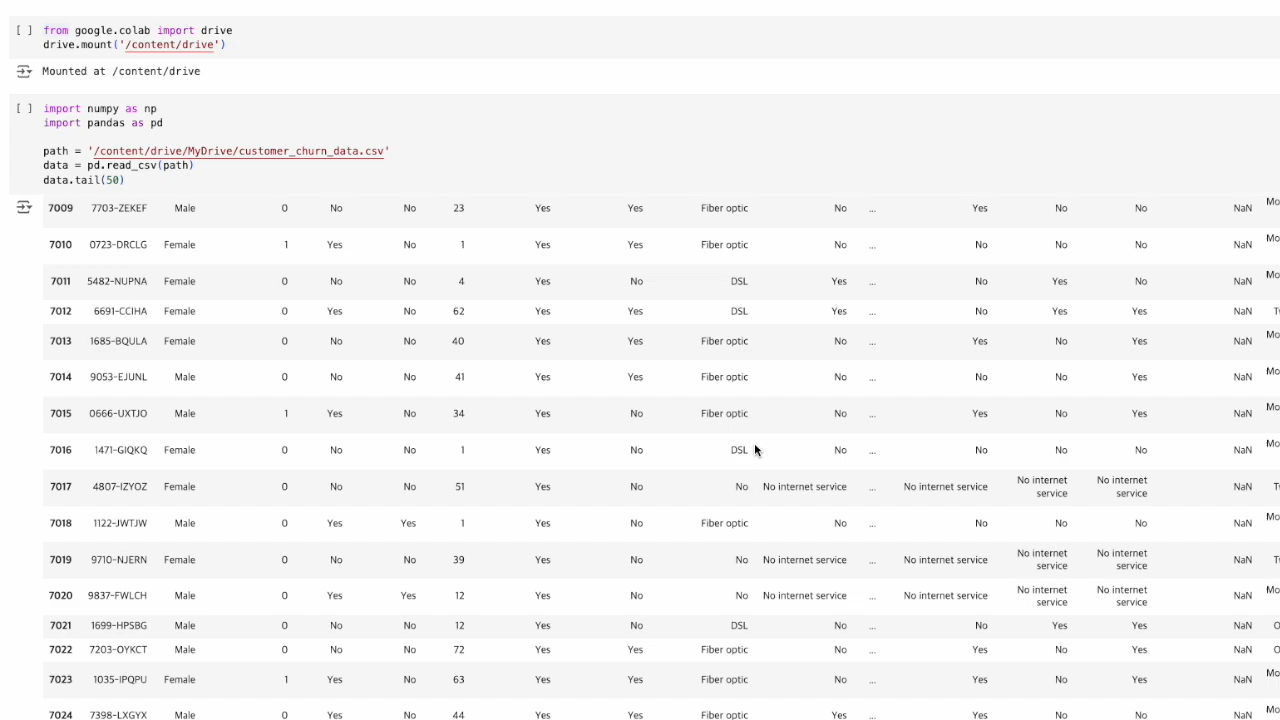 [ ] from google.colab import drive
drive.mount('/content/drive')
Mounted at /content/drive
[ ] import numpy as np
import pandas as pd
path = '/content/drive/MyDrive/customer_churn_data.csv'
data = pd.read_csv(path)
data.tail(50)
7009 7703-ZEKEF Male 0 No No 23 Yes Yes Fiber optic No ... Yes No No NaN Mo
7010 0723-DRCLG Female 1 Yes No 1 Yes Yes Fiber optic No ... No No No NaN Mo
7011 5482-NUPNA Female 0 No No 4 Yes No DSL Yes ... No Yes No NaN Mo
7012 6691-CCIHA Female 0 Yes No 62 Yes Yes DSL Yes ... No Yes Yes NaN Tw
7013 1685-BQULA Female 0 No No 40 Yes Yes Fiber optic No ... Yes No Yes NaN Mo
7014 9053-EJUNL Male 0 No No 41 Yes Yes Fiber optic No ... No No Yes NaN Mo
7015 0666-UXTJO Male 1 Yes No 34 Yes No Fiber optic No ... Yes No Yes NaN Mo
7016 1471-GIQKQ Female 0 No No 1 Yes No DSL No ... No No No NaN Mo
7017 4807-IZYOZ Female 0 No No 51 Yes No No No internet service ... No internet service No internet service No internet service NaN Tw
7018 1122-JWTJW Male 0 Yes Yes 1 Yes No Fiber optic No ... No No No NaN Mo
7019 9710-NJERN Female 0 No No 39 Yes No No No internet service ... No internet service No internet service No internet service NaN Tw
7020 9837-FWLCH Male 0 Yes Yes 12 Yes No No No internet service ... No internet service No internet service No internet service NaN Mo
7021 1699-HPSBG Male 0 No No 12 Yes No DSL No ... No Yes Yes NaN O
7022 7203-OYKCT Male 0 No No 72 Yes Yes Fiber optic No ... Yes No Yes NaN O
7023 1035-IPQPU Female 1 Yes No 63 Yes Yes Fiber optic No ... Yes No Yes NaN Mo
7024 7398-LXGYX Male 0 Yes No 44 Yes Yes Fiber optic Yes ... Yes No Yes NaN Mo